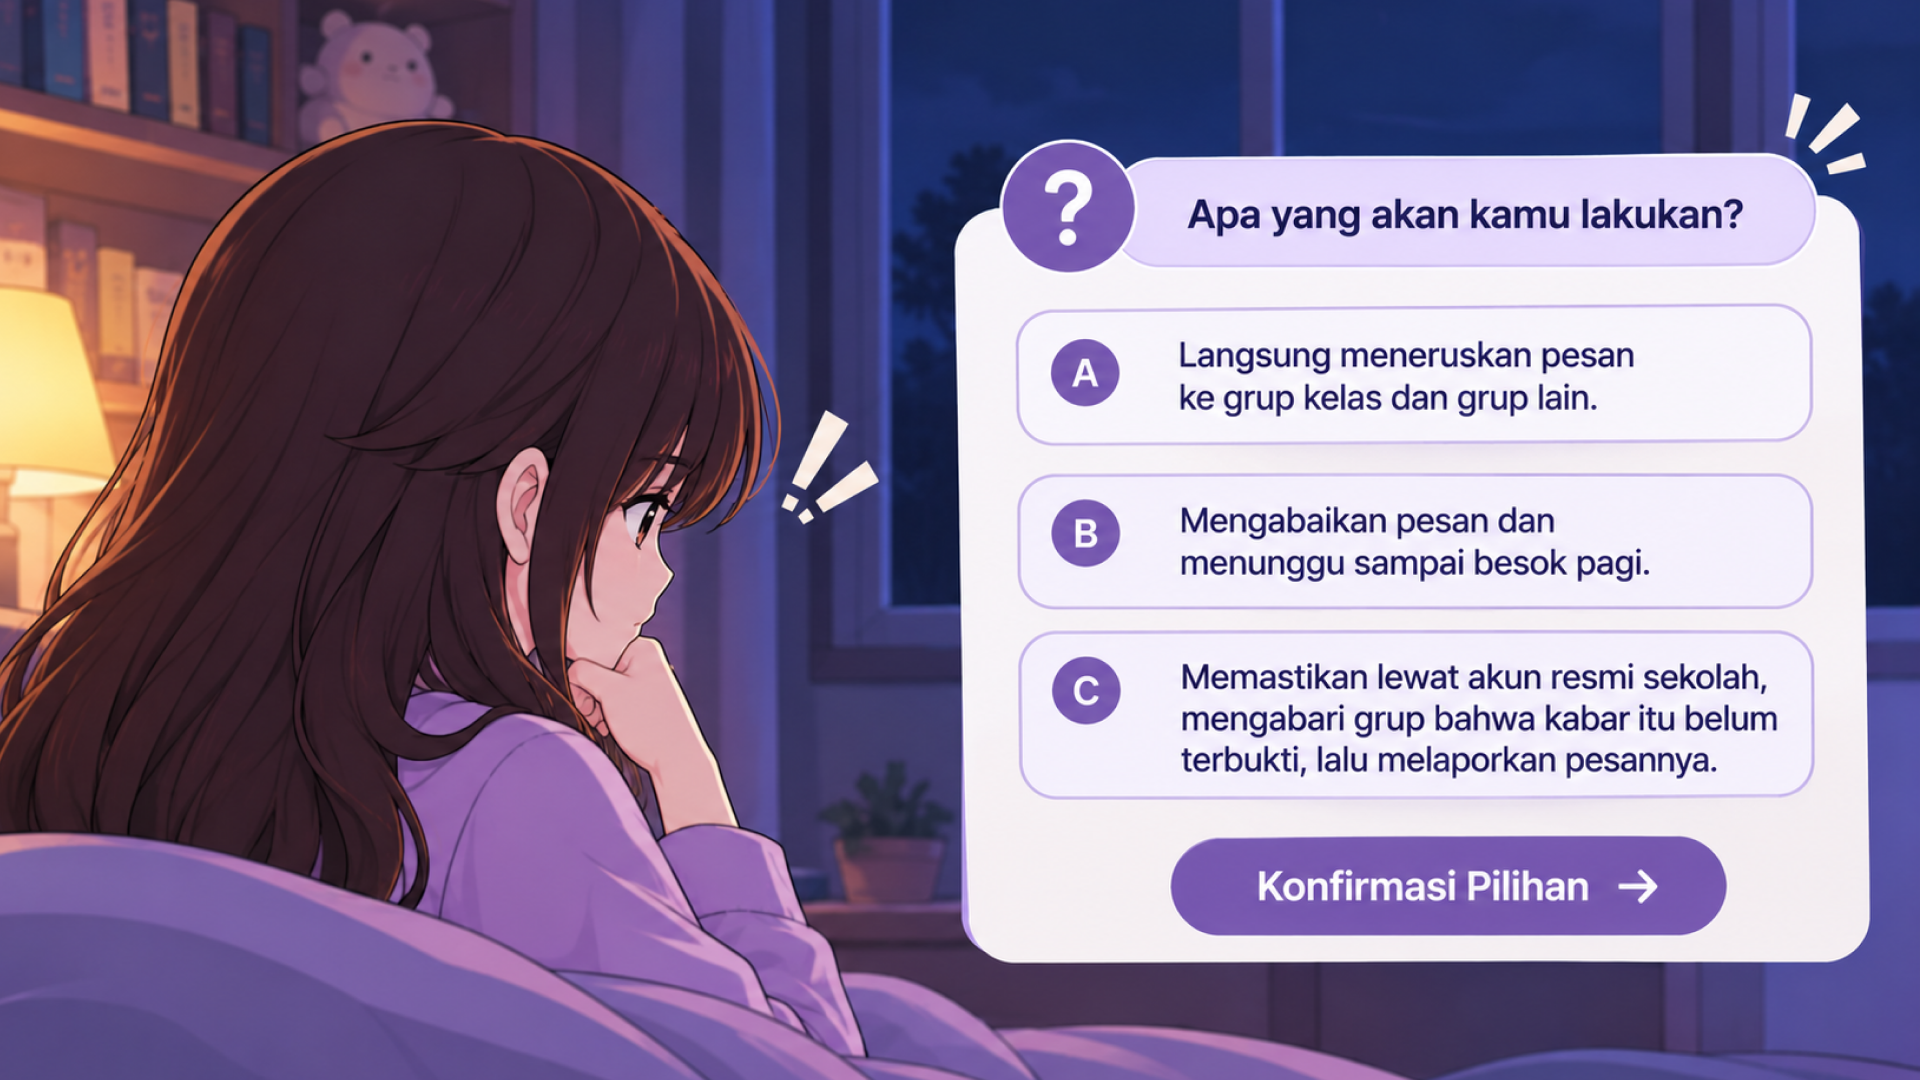 ?
Apa yang akan kamu lakukan?
A
Langsung meneruskan pesan
ke grup kelas dan grup lain.
B
Mengabaikan pesan dan
menunggu sampai besok pagi.
C
Memastikan lewat akun resmi sekolah,
mengabari grup bahwa kabar itu belum
terbukti, lalu melaporkan pesannya.
Konfirmasi Pilihan →